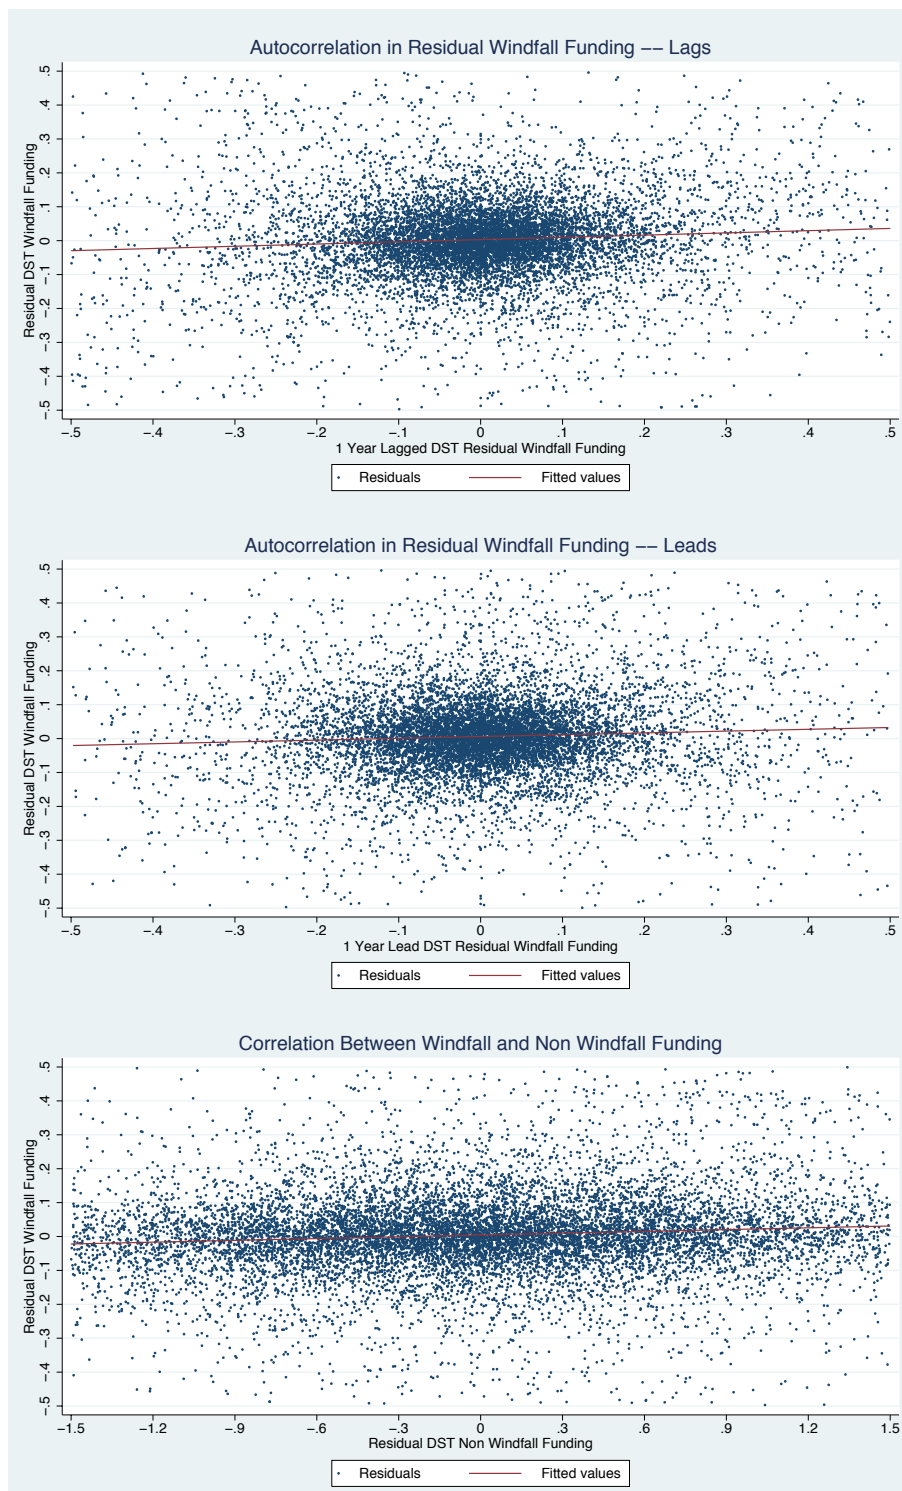 Autocorrelation in Residual Windfall Funding −− Lags
Residual DST Windfall Funding
.5
.4
.3
.2
.1
0
−.1
−.2
−.3
−.4
−.5
−.5 −.4 −.3 −.2 −.1 0 .1 .2 .3 .4 .5
1 Year Lagged DST Residual Windfall Funding
Residuals Fitted values
Autocorrelation in Residual Windfall Funding −− Leads
Residual DST Windfall Funding
.5
.4
.3
.2
.1
0
−.1
−.2
−.3
−.4
−.5
−.5 −.4 −.3 −.2 −.1 0 .1 .2 .3 .4 .5
1 Year Lead DST Residual Windfall Funding
Residuals Fitted values
Correlation Between Windfall and Non Windfall Funding
Residual DST Windfall Funding
.5
.4
.3
.2
.1
0
−.1
−.2
−.3
−.4
−.5
−1.5 −1.2 −.9 −.6 −.3 0 .3 .6 .9 1.2 1.5
Residual DST Non Windfall Funding
Residuals Fitted values